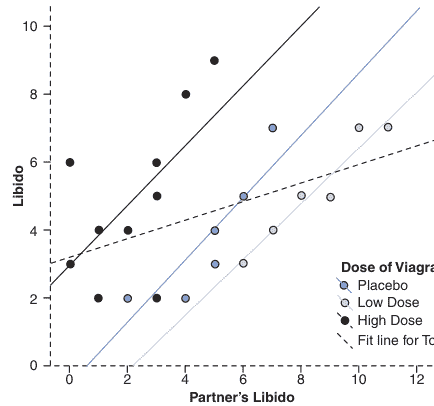 10
8
6
4
2
0
Libido
0 2 4 6 8 10 12
Partner's Libido
Dose of Viagra
Placebo
Low Dose
High Dose
Fit line for To